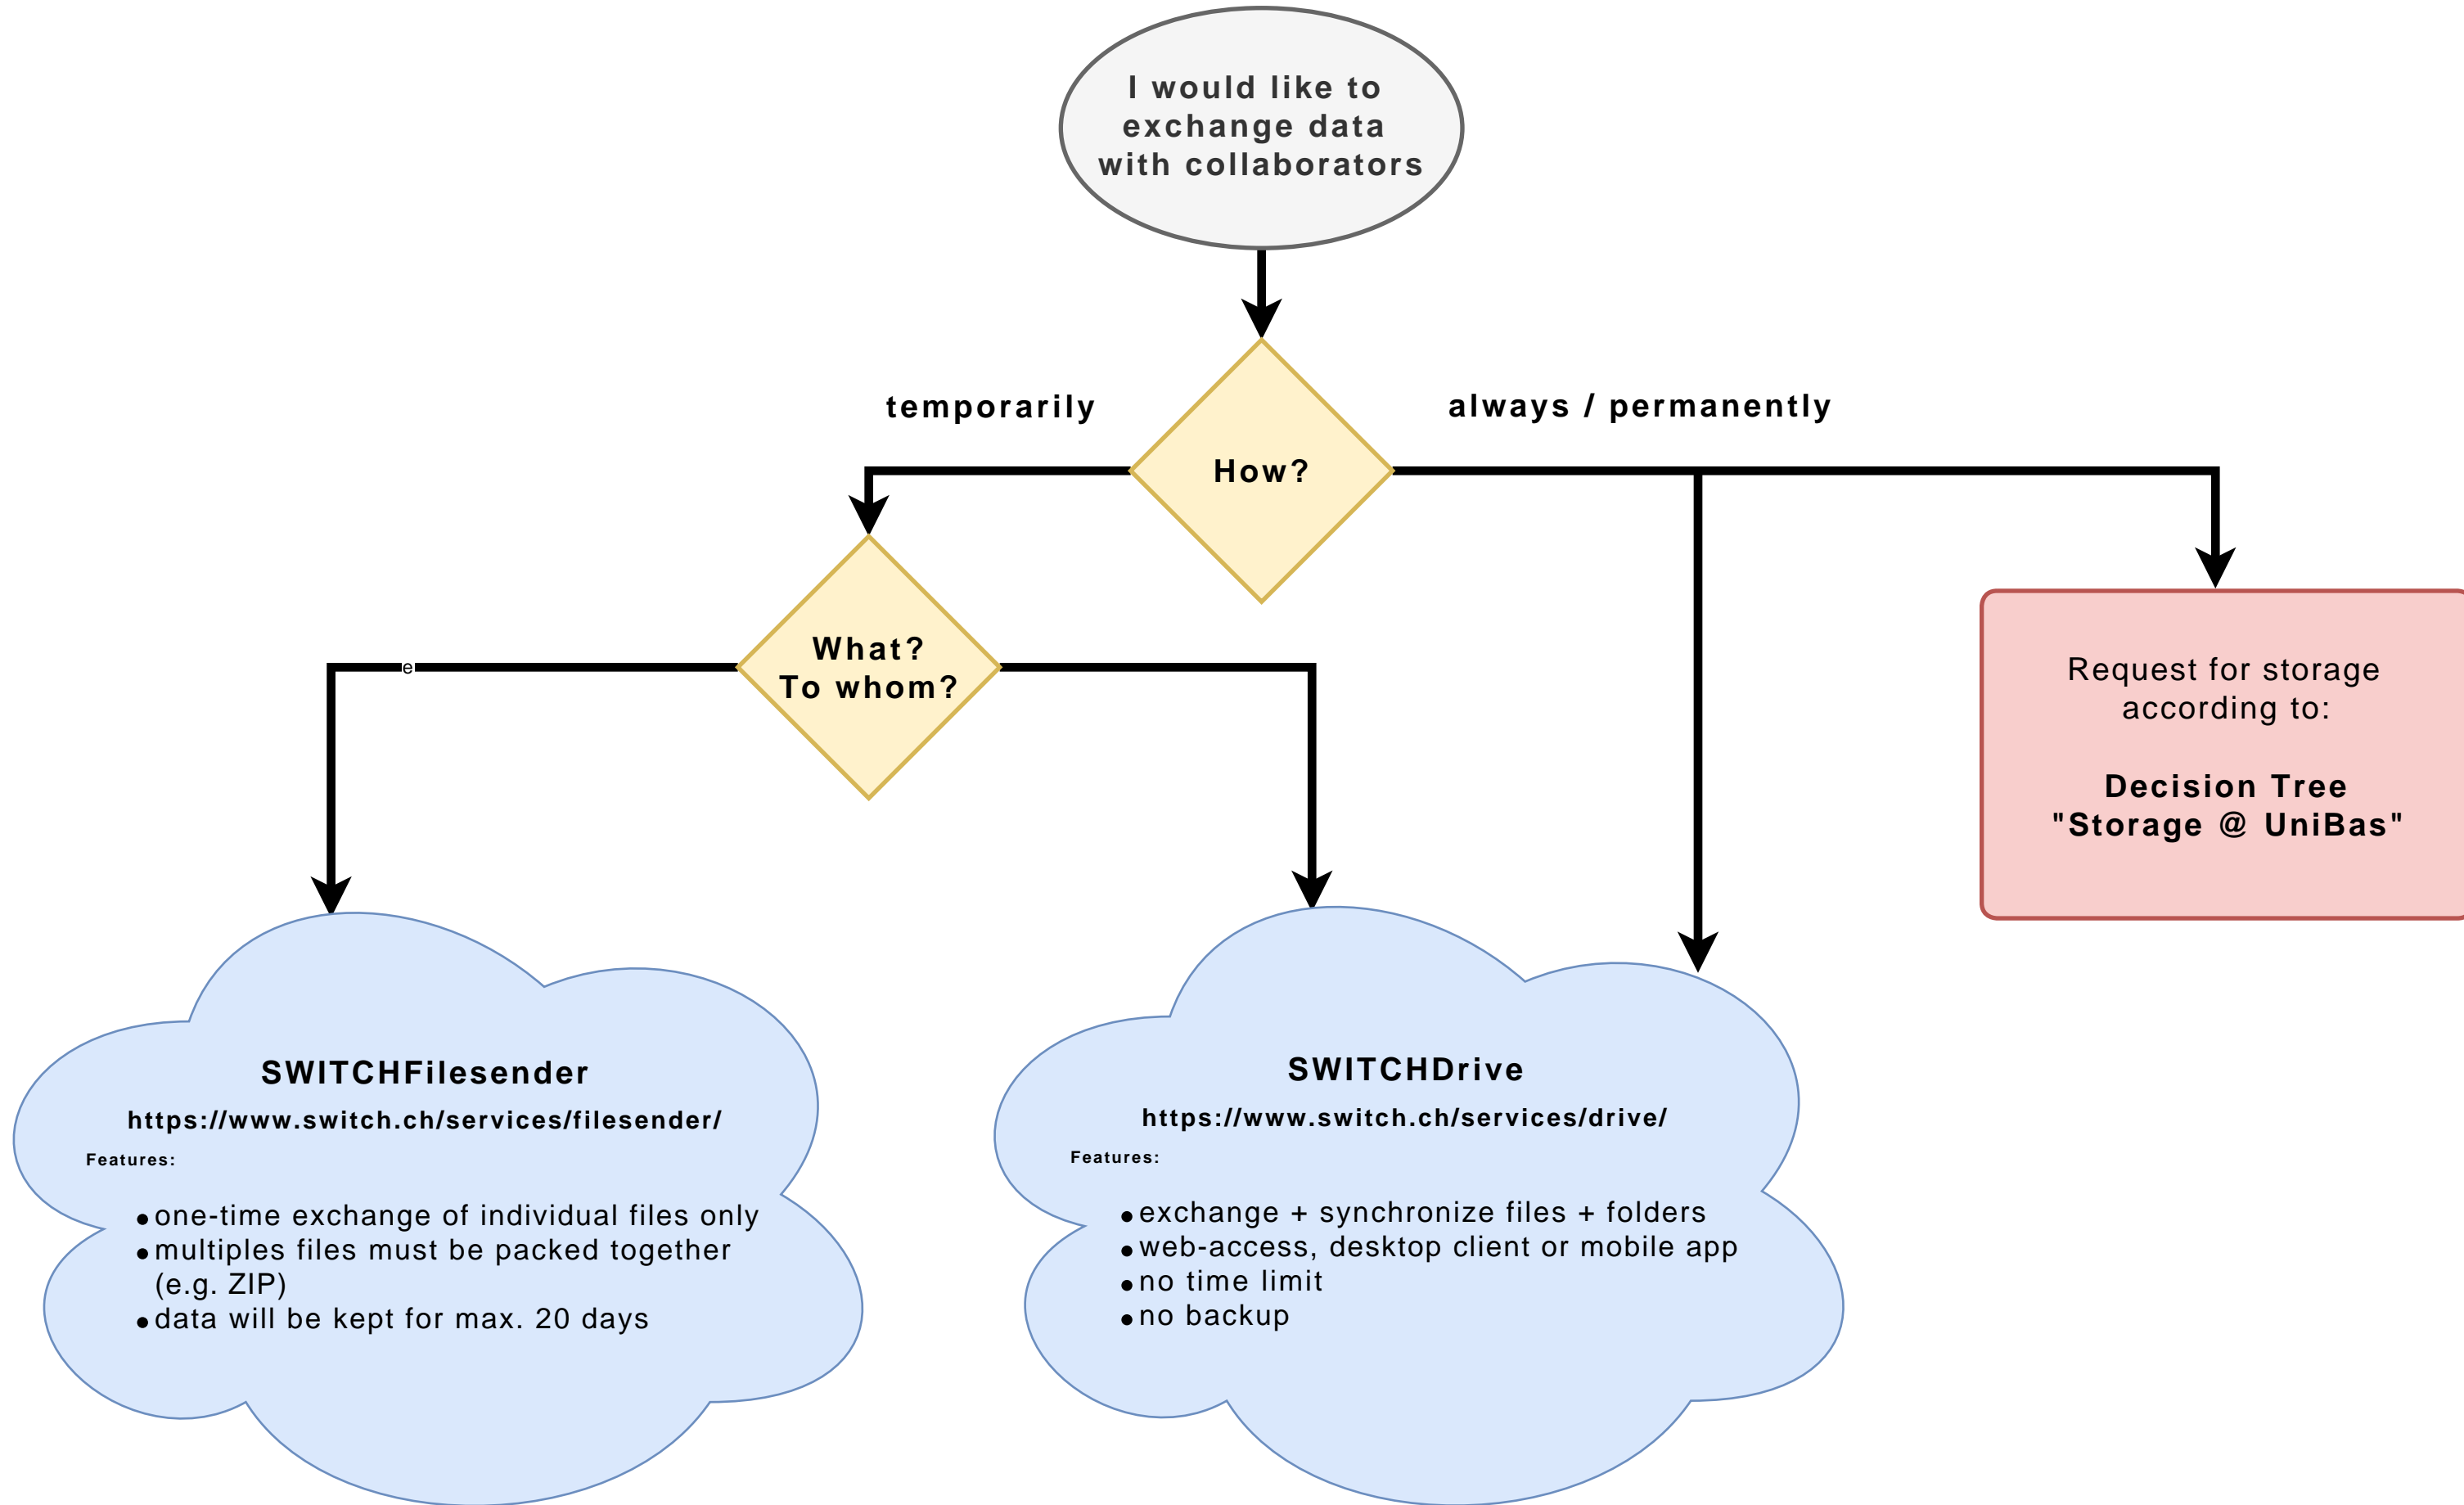 I would like to
exchange data
with collaborators
temporarily
always / permanently
How?
What?
To whom?
e
Request for storage
according to:
Decision Tree
"Storage @ UniBas"
SWITCHFilesender
https://www.switch.ch/services/filesender/
Features:
● one-time exchange of individual files only
● multiples files must be packed together
(e.g. ZIP)
● data will be kept for max. 20 days
SWITCHDrive
https://www.switch.ch/services/drive/
Features:
● exchange + synchronize files + folders
● web-access, desktop client or mobile app
● no time limit
● no backup